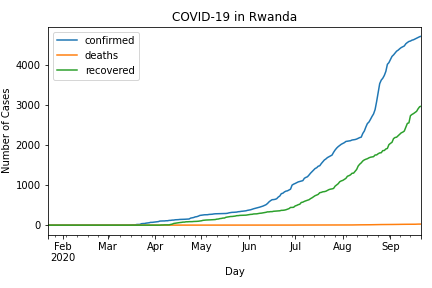 COVID-19 in Rwanda
confirmed
deaths
recovered
Number of Cases
4000
3000
2000
1000
0
Feb Mar Apr May Jun Jul Aug Sep
2020
Day